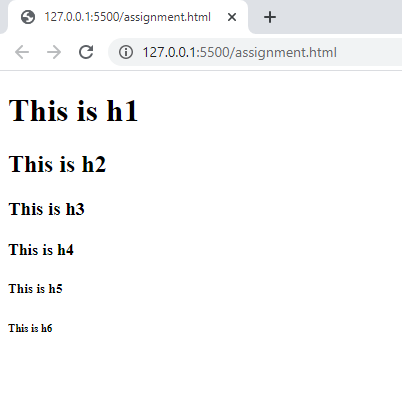 127.0.0.1:5500/assignment.html
127.0.0.1:5500/assignment.html
This is h1
This is h2
This is h3
This is h4
This is h5
This is h6